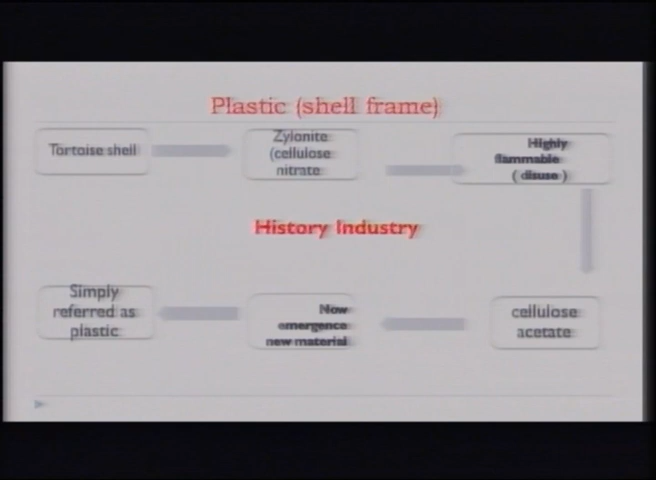 Plastic (shell frame)
Tortoise shell
Zylonite
(cellulose
nitrate
Highly
flammable
( disuse )
History Industry
Simply
referred as
plastic
Now
emergence
new material
cellulose
acetate